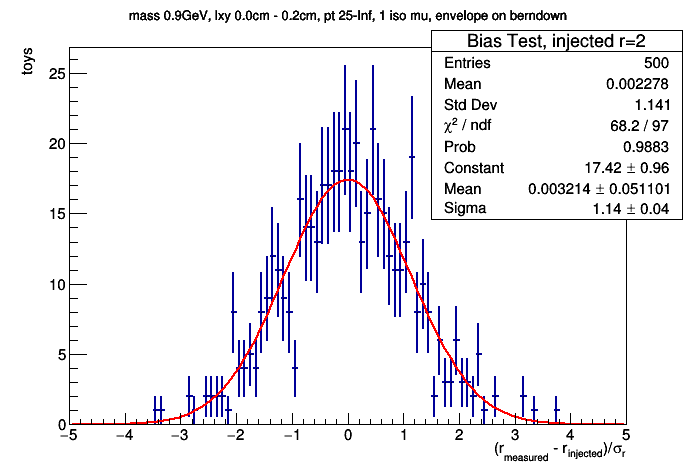 mass 0.9GeV, lxy 0.0cm - 0.2cm, pt 25-Inf, 1 iso mu, envelope on berndown
Bias Test, injected r=2
Entries 500
Mean 0.002278
Std Dev 1.141
χ² / ndf 68.2 / 97
Prob 0.9883
Constant 17.42 ± 0.96
Mean 0.003214 ± 0.051101
Sigma 1.14 ± 0.04
toys
25
20
15
10
5
0
−5 −4 −3 −2 −1 0 1 2 3 4 5
(r_measured - r_injected)/σ_r